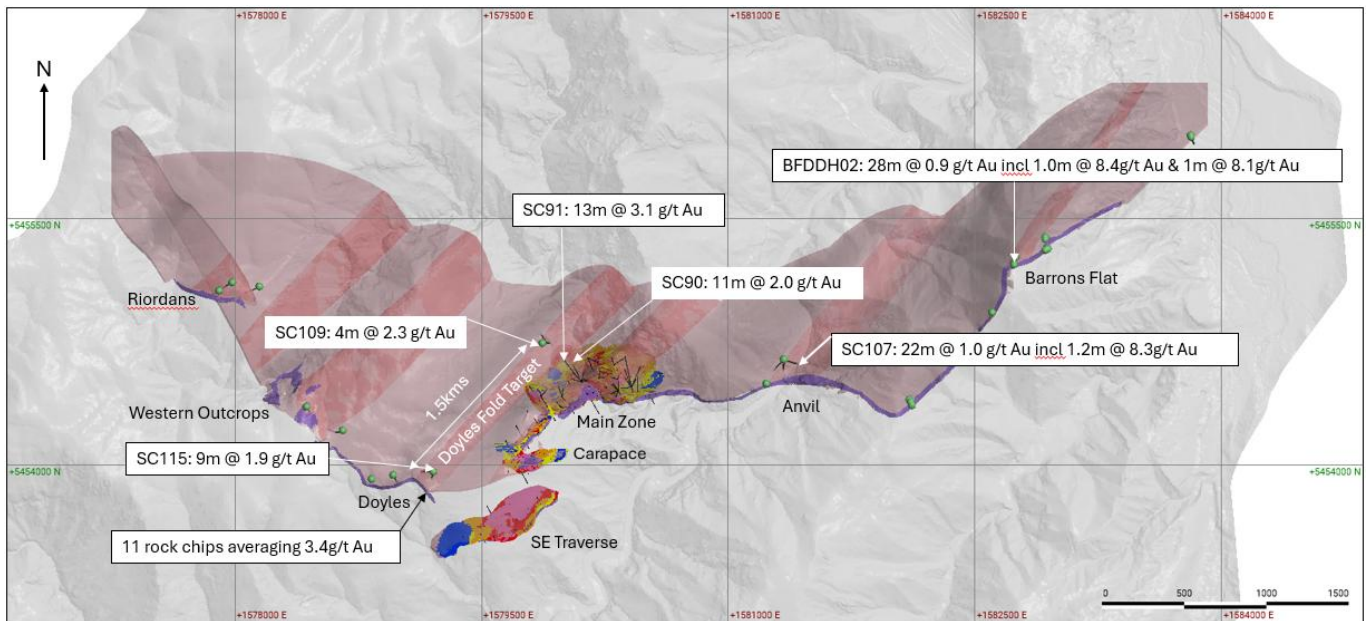 +1578000 E
+1579500 E
+1581000 E
+1582500 E
+1584000 E
N
BFDDH02: 28m @ 0.9 g/t Au incl 1.0m @ 8.4g/t Au & 1m @ 8.1g/t Au
SC91: 13m @ 3.1 g/t Au
+5455500 N
+5455500 N
SC90: 11m @ 2.0 g/t Au
Barrons Flat
Riordans
SC109: 4m @ 2.3 g/t Au
SC107: 22m @ 1.0 g/t Au incl 1.2m @ 8.3g/t Au
1.5kms
Doyles Fold Target
Western Outcrops
Main Zone
Anvil
SC115: 9m @ 1.9 g/t Au
Carapace
+5454000 N
+5454000 N
Doyles
11 rock chips averaging 3.4g/t Au
SE Traverse
0 500 1000 1500
+1578000 E
+1579500 E
+1581000 E
+1582500 E
+1584000 E